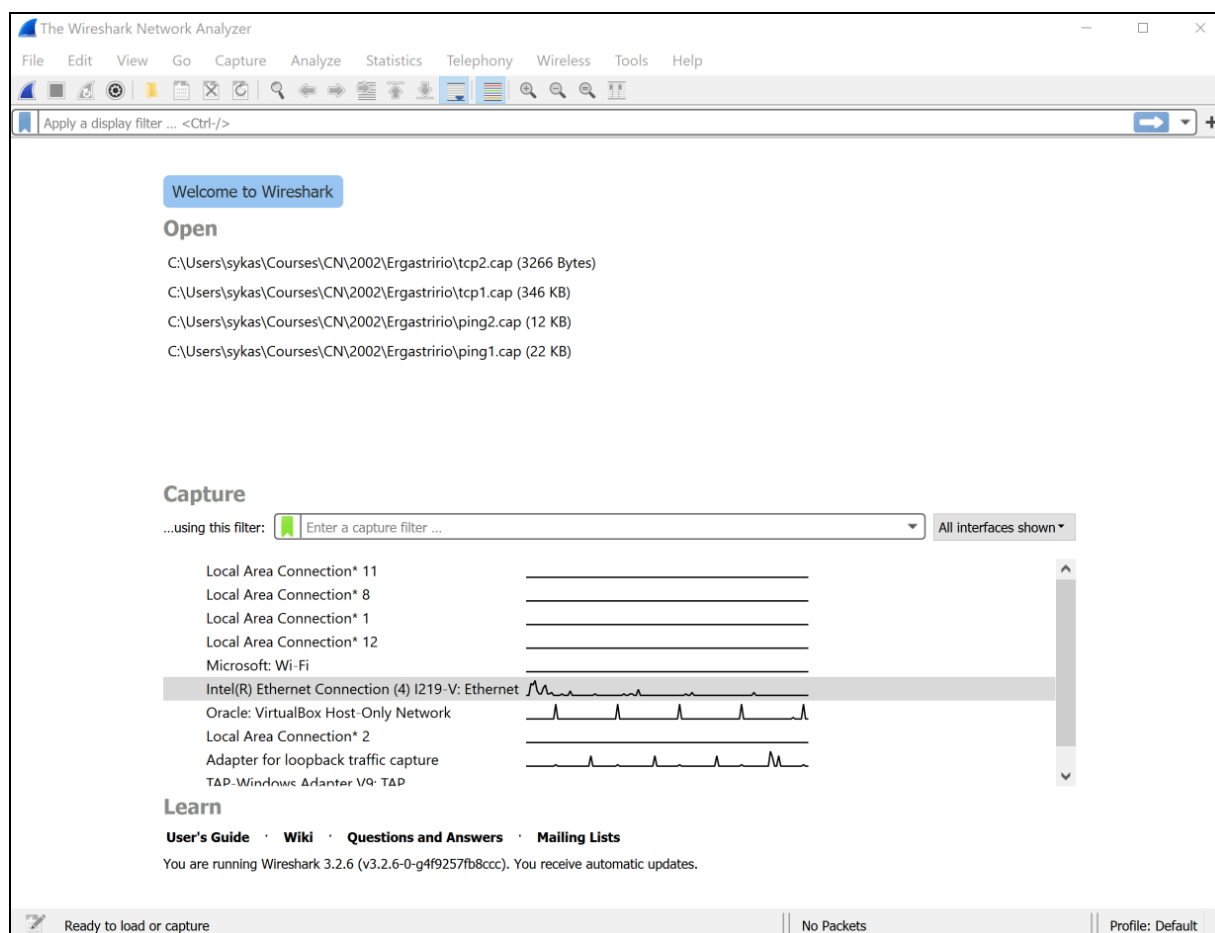 The Wireshark Network Analyzer
File Edit View Go Capture Analyze Statistics Telephony Wireless Tools Help
Apply a display filter ... <Ctrl-/>
Welcome to Wireshark
Open
C:\Users\sykas\Courses\CN\2002\Ergastririo\tcp2.cap (3266 Bytes)
C:\Users\sykas\Courses\CN\2002\Ergastririo\tcp1.cap (346 KB)
C:\Users\sykas\Courses\CN\2002\Ergastririo\ping2.cap (12 KB)
C:\Users\sykas\Courses\CN\2002\Ergastririo\ping1.cap (22 KB)
Capture
...using this filter: Enter a capture filter ... All interfaces shown
Local Area Connection* 11
Local Area Connection* 8
Local Area Connection* 1
Local Area Connection* 12
Microsoft: Wi-Fi
Intel(R) Ethernet Connection (4) I219-V: Ethernet
Oracle: VirtualBox Host-Only Network
Local Area Connection* 2
Adapter for loopback traffic capture
TAP-Windows Adapter V9: TAP
Learn
User's Guide · Wiki · Questions and Answers · Mailing Lists
You are running Wireshark 3.2.6 (v3.2.6-0-g4f9257fb8ccc). You receive automatic updates.
Ready to load or capture No Packets Profile: Default